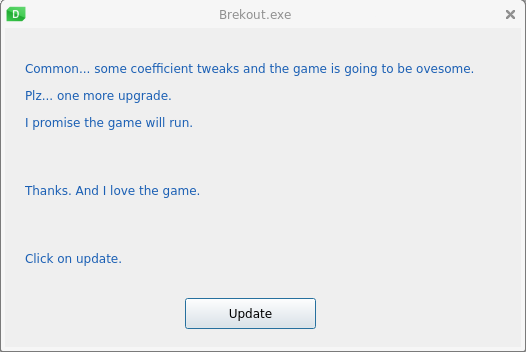 D
Brekout.exe
Common... some coefficient tweaks and the game is going to be ovesome.
Plz... one more upgrade.
I promise the game will run.
Thanks. And I love the game.
Click on update.
Update